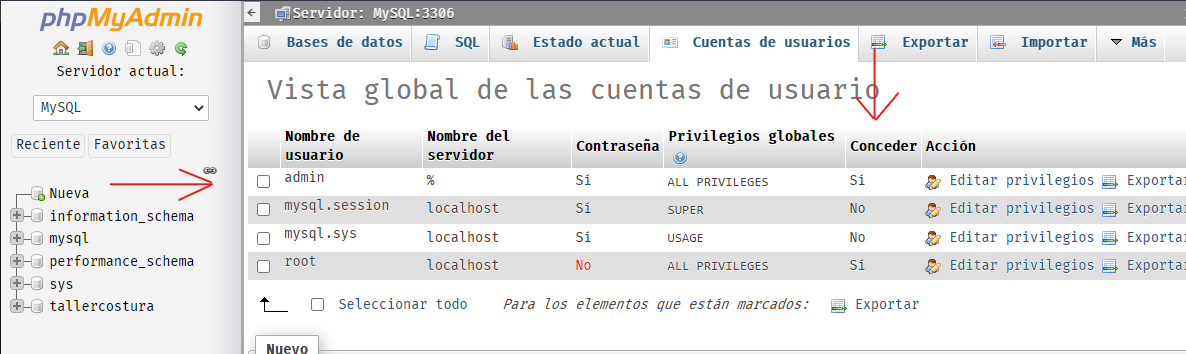 phpMyAdmin
Servidor actual:
MySQL
Reciente Favoritas
Nueva
information_schema
mysql
performance_schema
sys
tallercostura
Servidor: MySQL:3306
Bases de datos SQL Estado actual Cuentas de usuarios Exportar Importar Más
Vista global de las cuentas de usuario
Nombre de usuario Nombre del servidor Contraseña Privilegios globales Conceder Acción
admin % Sí ALL PRIVILEGES Sí Editar privilegios Exportar
mysql.session localhost Sí SUPER No Editar privilegios Exportar
mysql.sys localhost Sí USAGE No Editar privilegios Exportar
root localhost No ALL PRIVILEGES Sí Editar privilegios Exportar
Seleccionar todo Para los elementos que están marcados: Exportar
Nuevo